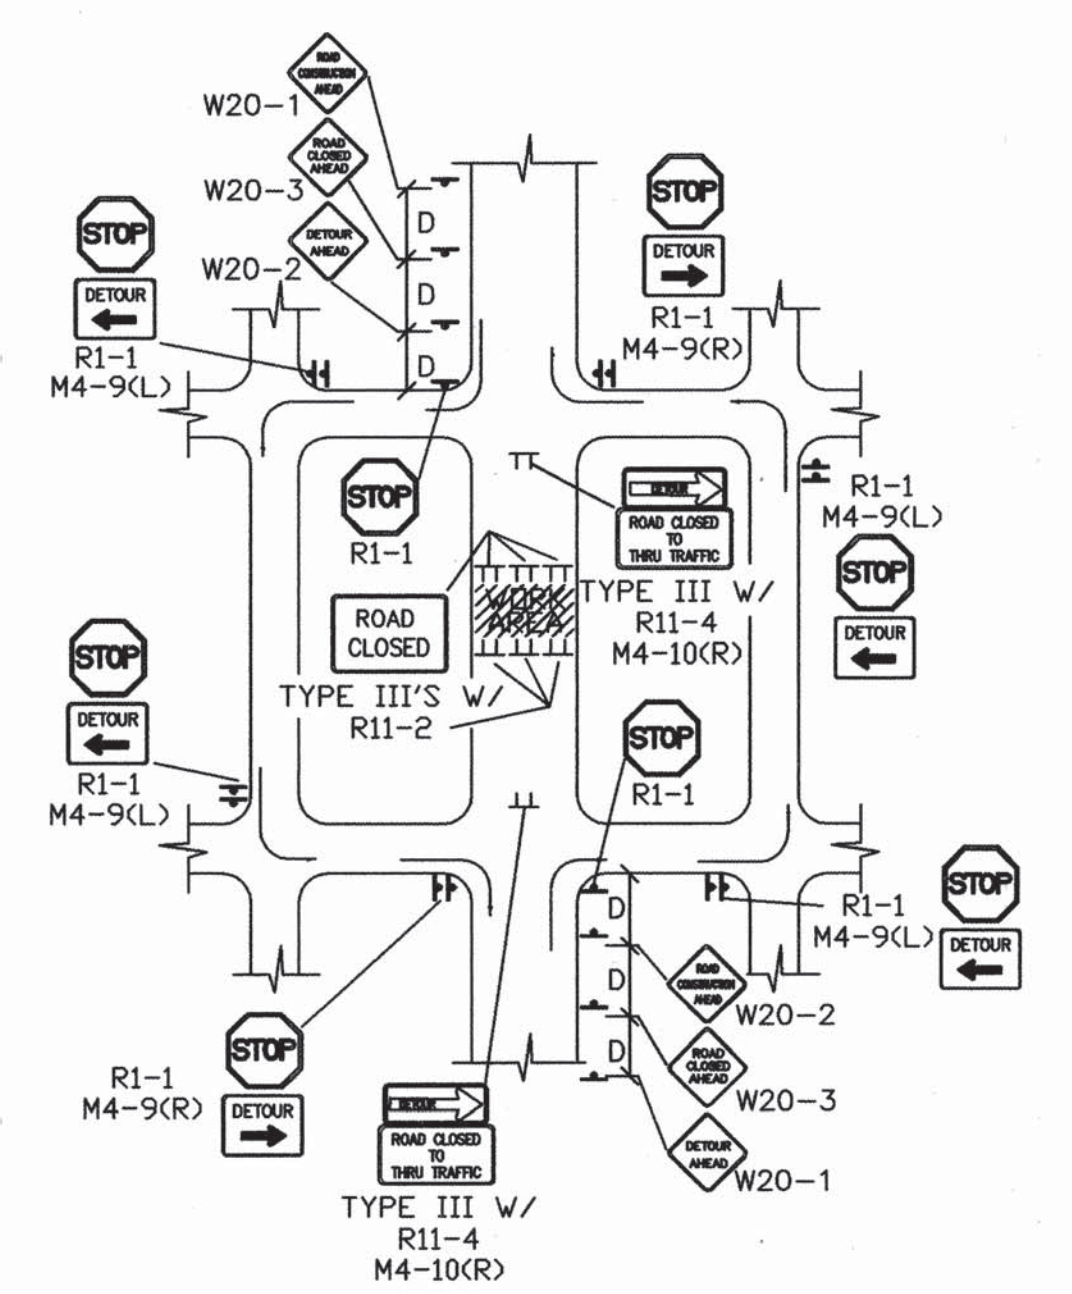 ROAD
CONSTRUCTION
AHEAD
W20-1
ROAD
CLOSED
AHEAD
W20-3
DETOUR
AHEAD
W20-2
D
D
D
STOP
DETOUR
R1-1
M4-9(L)
STOP
DETOUR
R1-1
M4-9(R)
STOP
R1-1
DETOUR
ROAD CLOSED
TO
THRU TRAFFIC
TYPE III W/
R11-4
M4-10(R)
R1-1
M4-9(L)
STOP
DETOUR
WORK
AREA
ROAD
CLOSED
TYPE III'S W/
R11-2
STOP
DETOUR
R1-1
M4-9(L)
STOP
R1-1
D
D
D
R1-1
M4-9(L)
STOP
DETOUR
ROAD
CONSTRUCTION
AHEAD
W20-2
ROAD
CLOSED
AHEAD
W20-3
DETOUR
AHEAD
W20-1
STOP
DETOUR
R1-1
M4-9(R)
DETOUR
ROAD CLOSED
TO
THRU TRAFFIC
TYPE III W/
R11-4
M4-10(R)